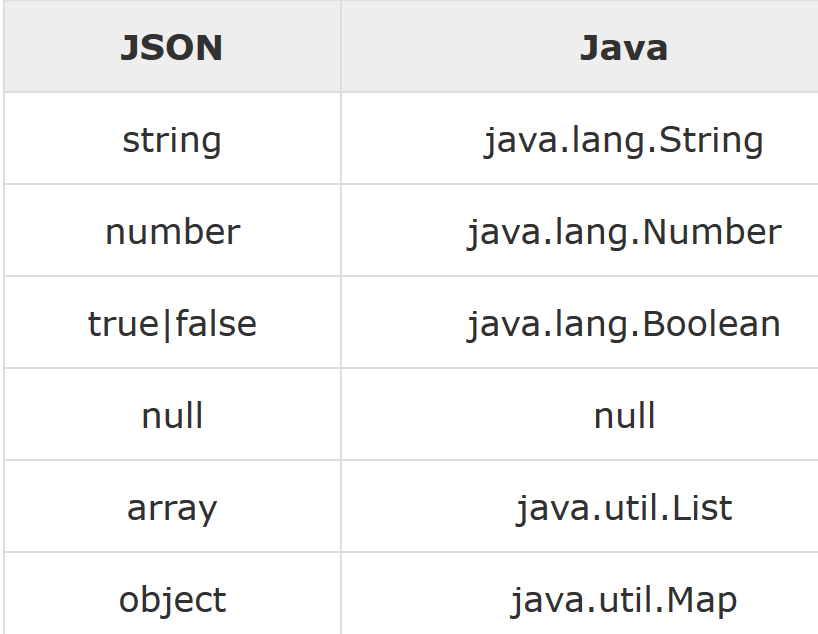 JSON Java
string java.lang.String
number java.lang.Number
true|false java.lang.Boolean
null null
array java.util.List
object java.util.Map